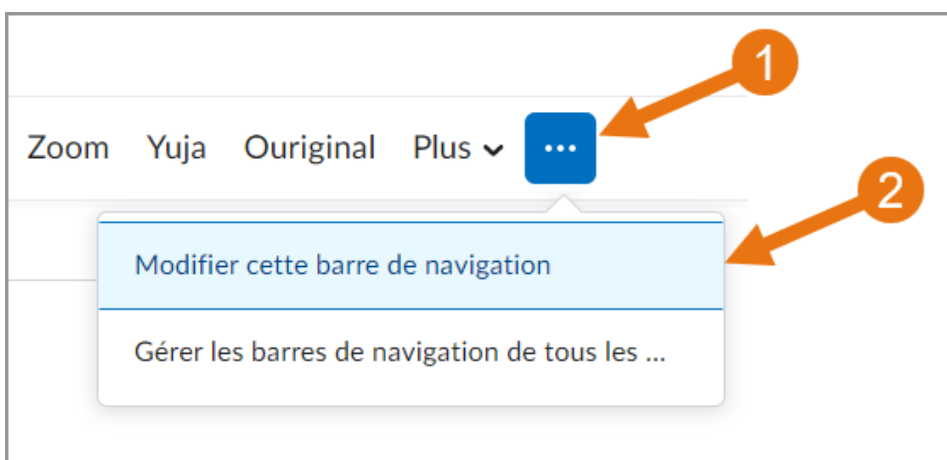 1
Zoom Yuja Ouriginal Plus ...
2
Modifier cette barre de navigation
Gérer les barres de navigation de tous les ...